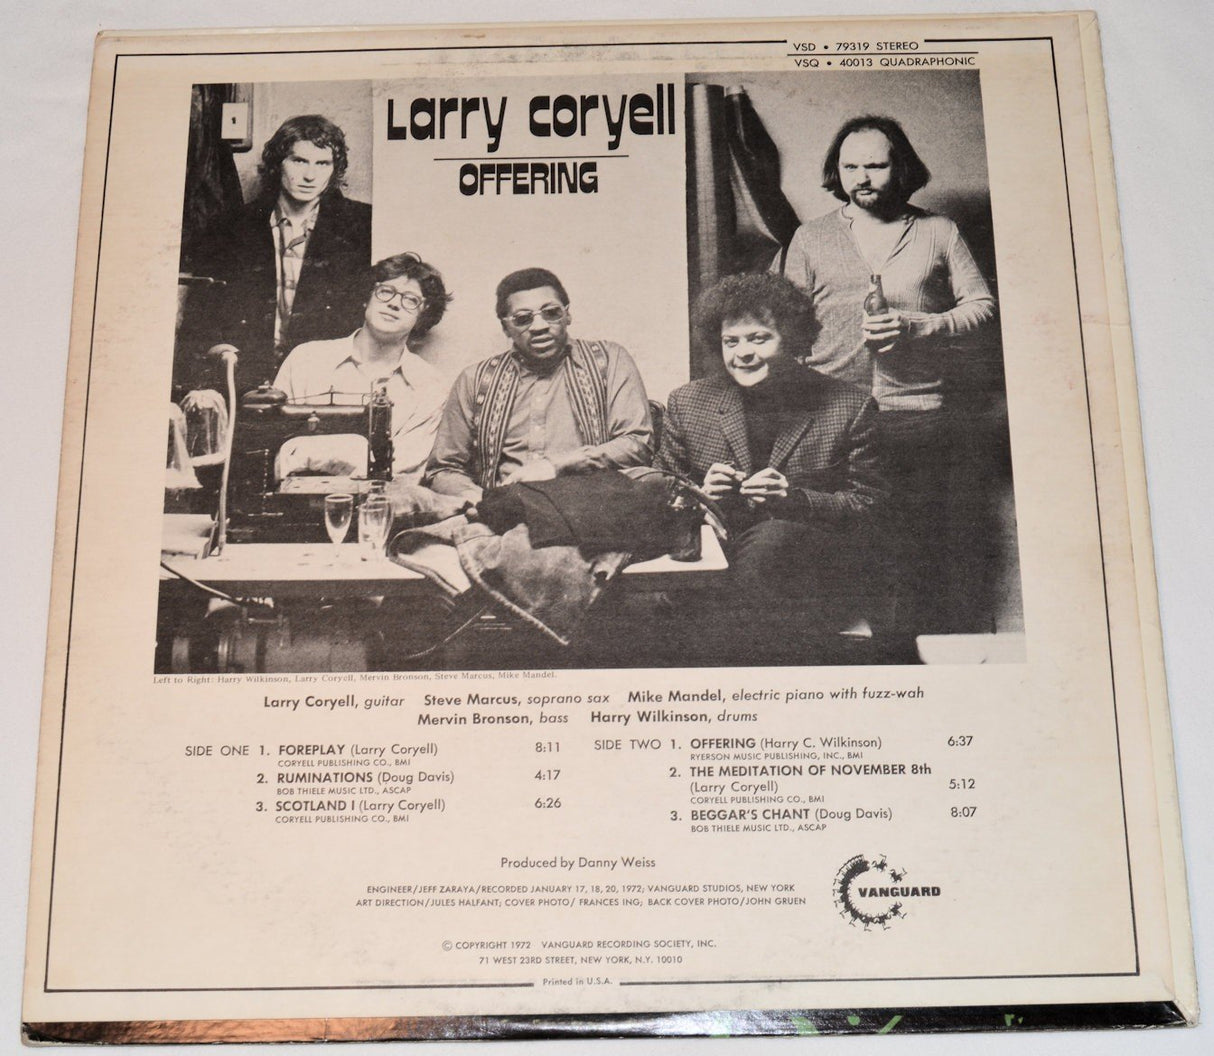 VSD • 79319 STEREO
VSQ • 40013 QUADRAPHONIC
Larry Coryell
OFFERING
1
Left to Right: Harry Wilkinson, Larry Coryell, Mervin Bronson, Steve Marcus, Mike Mandel.
Larry Coryell, guitar Steve Marcus, soprano sax Mike Mandel, electric piano with fuzz-wah
Mervin Bronson, bass Harry Wilkinson, drums
SIDE ONE 1. FOREPLAY (Larry Coryell) 8:11
CORYELL PUBLISHING CO., BMI
2. RUMINATIONS (Doug Davis) 4:17
BOB THIELE MUSIC LTD., ASCAP
3. SCOTLAND I (Larry Coryell) 6:26
CORYELL PUBLISHING CO., BMI
SIDE TWO 1. OFFERING (Harry C. Wilkinson) 6:37
RYERSON MUSIC PUBLISHING, INC., BMI
2. THE MEDITATION OF NOVEMBER 8th
(Larry Coryell) 5:12
CORYELL PUBLISHING CO., BMI
3. BEGGAR'S CHANT (Doug Davis) 8:07
BOB THIELE MUSIC LTD., ASCAP
Produced by Danny Weiss
ENGINEER/JEFF ZARAYA/RECORDED JANUARY 17, 18, 20, 1972; VANGUARD STUDIOS, NEW YORK
ART DIRECTION/JULES HALFANT; COVER PHOTO/ FRANCES ING; BACK COVER PHOTO/JOHN GRUEN
VANGUARD
© COPYRIGHT 1972 VANGUARD RECORDING SOCIETY, INC.
71 WEST 23RD STREET, NEW YORK, N.Y. 10010
Printed in U.S.A.